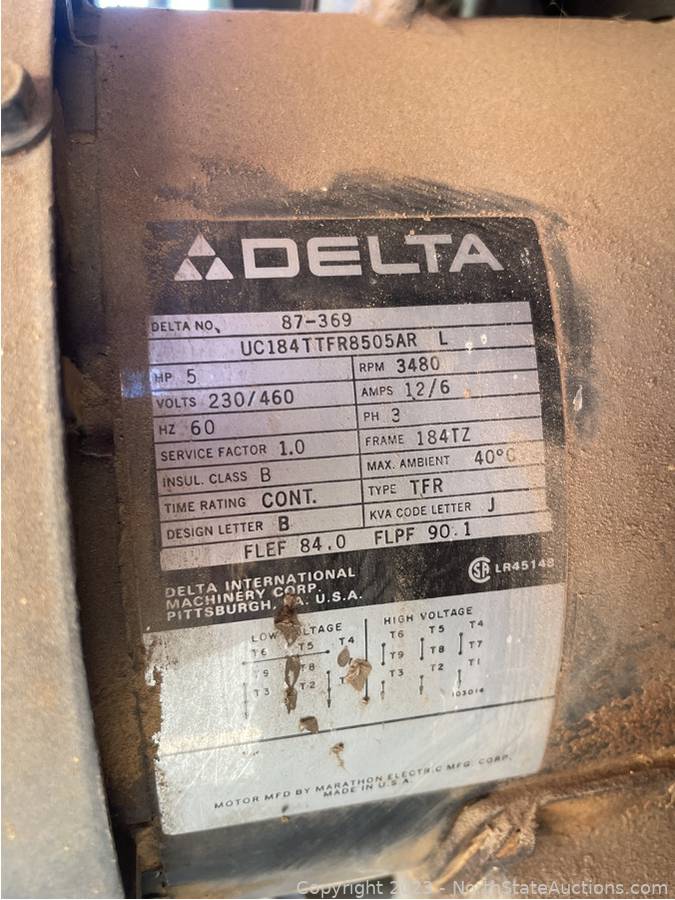 DELTA
DELTA NO. 87-369
UC184TTFR8505AR L
HP 5
RPM 3480
VOLTS 230/460
AMPS 12/6
HZ 60
PH 3
SERVICE FACTOR 1.0
FRAME 184TZ
INSUL. CLASS B
MAX. AMBIENT 40°C
TIME RATING CONT.
TYPE TFR
DESIGN LETTER B
KVA CODE LETTER J
FLEF 84.0 FLPF 90.1
SA LR45148
DELTA INTERNATIONAL
MACHINERY CORP.
PITTSBURGH, U.S.A.
LOW
HIGH VOLTAGE
T6 T5 T4
T6 T5 T4
T9 T8
T9 T8 T7
T3 T2
T3 T2 T1
103014
MOTOR MFD BY MARATHON ELECTRIC MFG. CORP.
MADE IN U.S.A.
Copyright 2023 - NorthStateAuctions.com